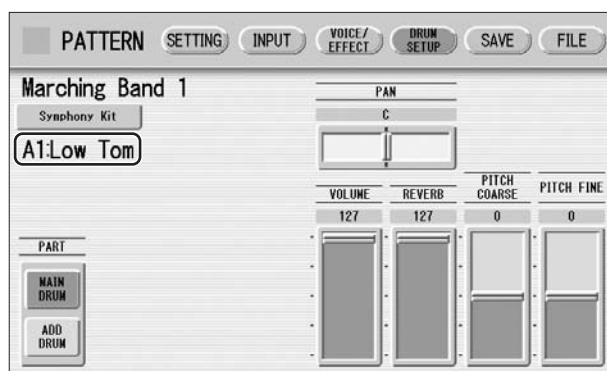 PATTERN SETTING INPUT VOICE/ EFFECT DRUM SETUP SAVE FILE
Marching Band 1
Symphony Kit
A1:Low Tom
PAN
C
VOLUME REVERB PITCH COARSE PITCH FINE
127 127 0 0
PART
MAIN DRUM
ADD DRUM